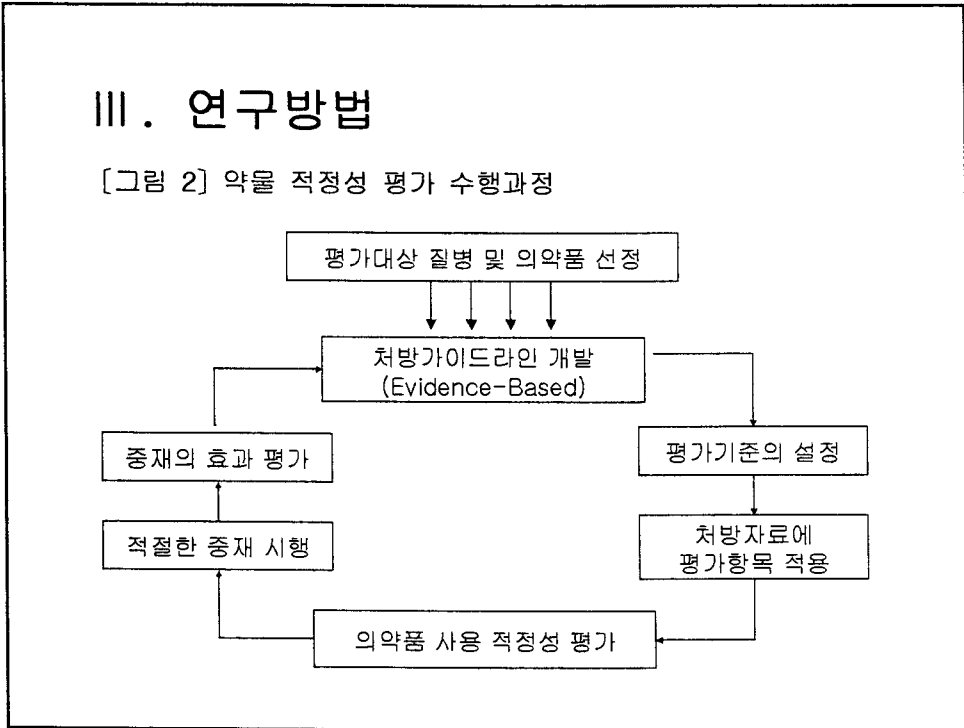 III. 연구방법
[그림 2] 약물 적정성 평가 수행과정
평가대상 질병 및 의약품 선정
처방가이드라인 개발
(Evidence-Based)
평가기준의 설정
처방자료에
평가항목 적용
의약품 사용 적정성 평가
적절한 중재 시행
중재의 효과 평가